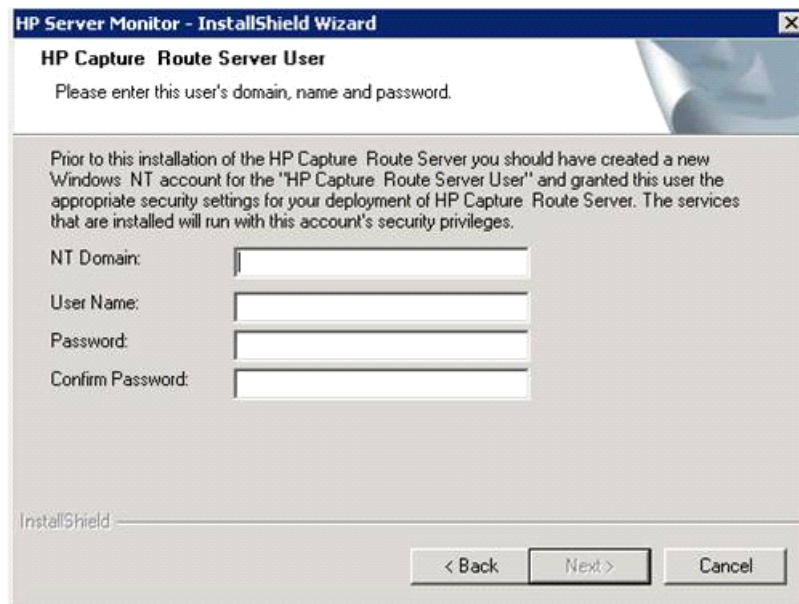 HP Server Monitor - InstallShield Wizard
HP Capture Route Server User
Please enter this user's domain, name and password.
Prior to this installation of the HP Capture Route Server you should have created a new
Windows NT account for the "HP Capture Route Server User" and granted this user the
appropriate security settings for your deployment of HP Capture Route Server. The services
that are installed will run with this account's security privileges.
NT Domain:
User Name:
Password:
Confirm Password:
InstallShield
< Back
Next >
Cancel